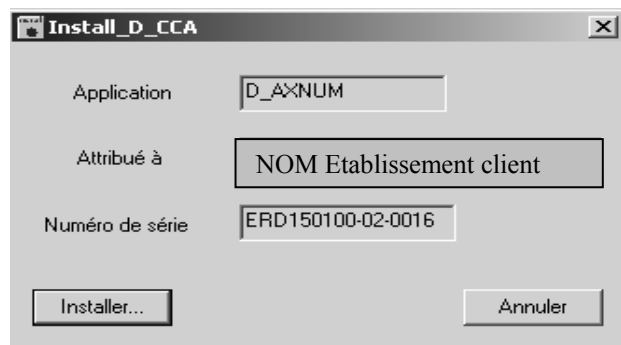 Install_D_CCA
Application D_AXNUM
Attribué à NOM Etablissement client
Numéro de série ERD150100-02-0016
Installer... Annuler